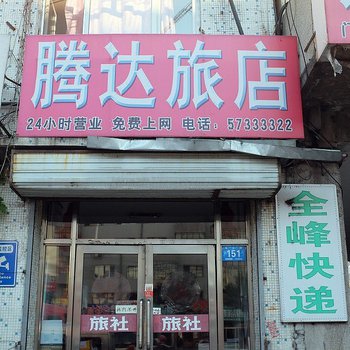 腾达旅店
24小时营业 免费上网 电话：57333322
全峰快递
151
旅社
旅社